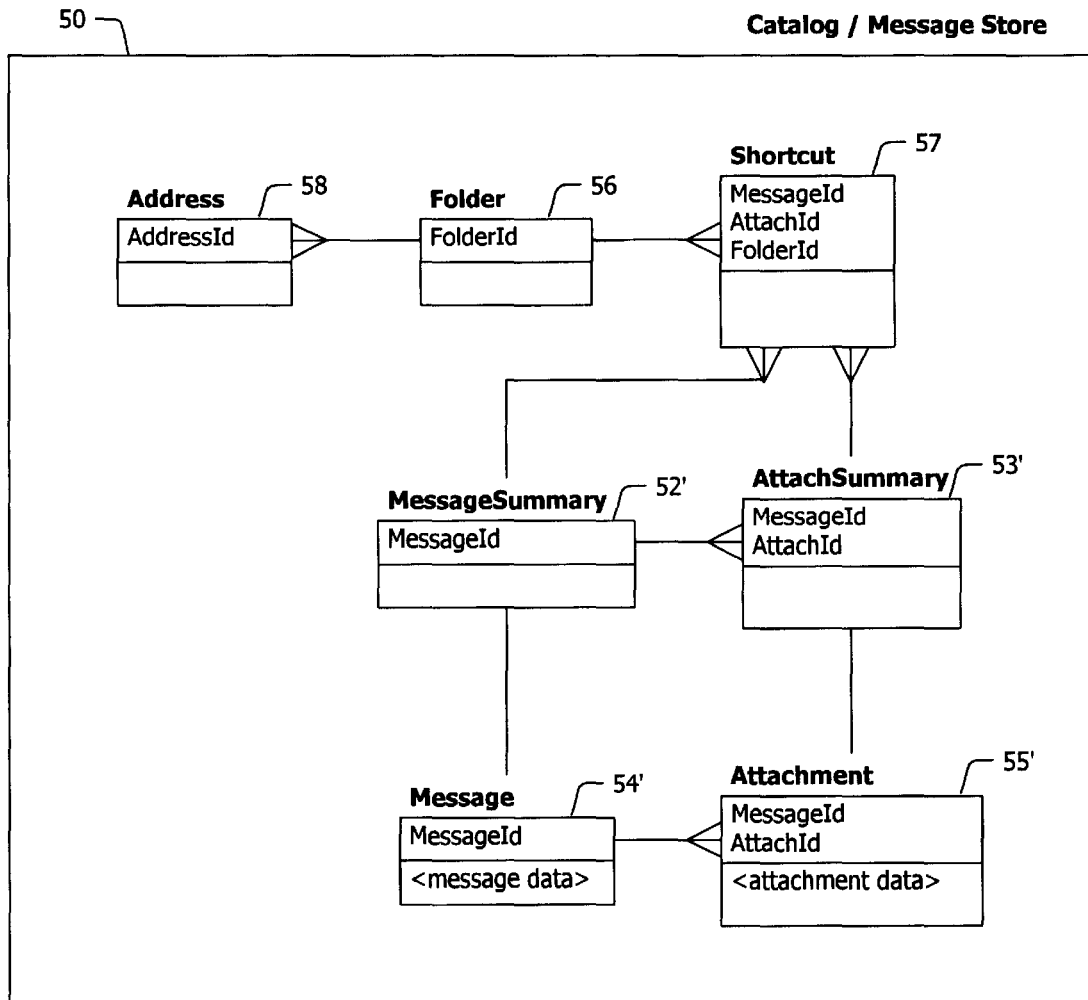 50
Catalog / Message Store
Shortcut
57
MessageId
AttachId
FolderId
Address
58
AddressId
Folder
56
FolderId
MessageSummary
52'
MessageId
AttachSummary
53'
MessageId
AttachId
Message
54'
MessageId
<message data>
Attachment
55'
MessageId
AttachId
<attachment data>